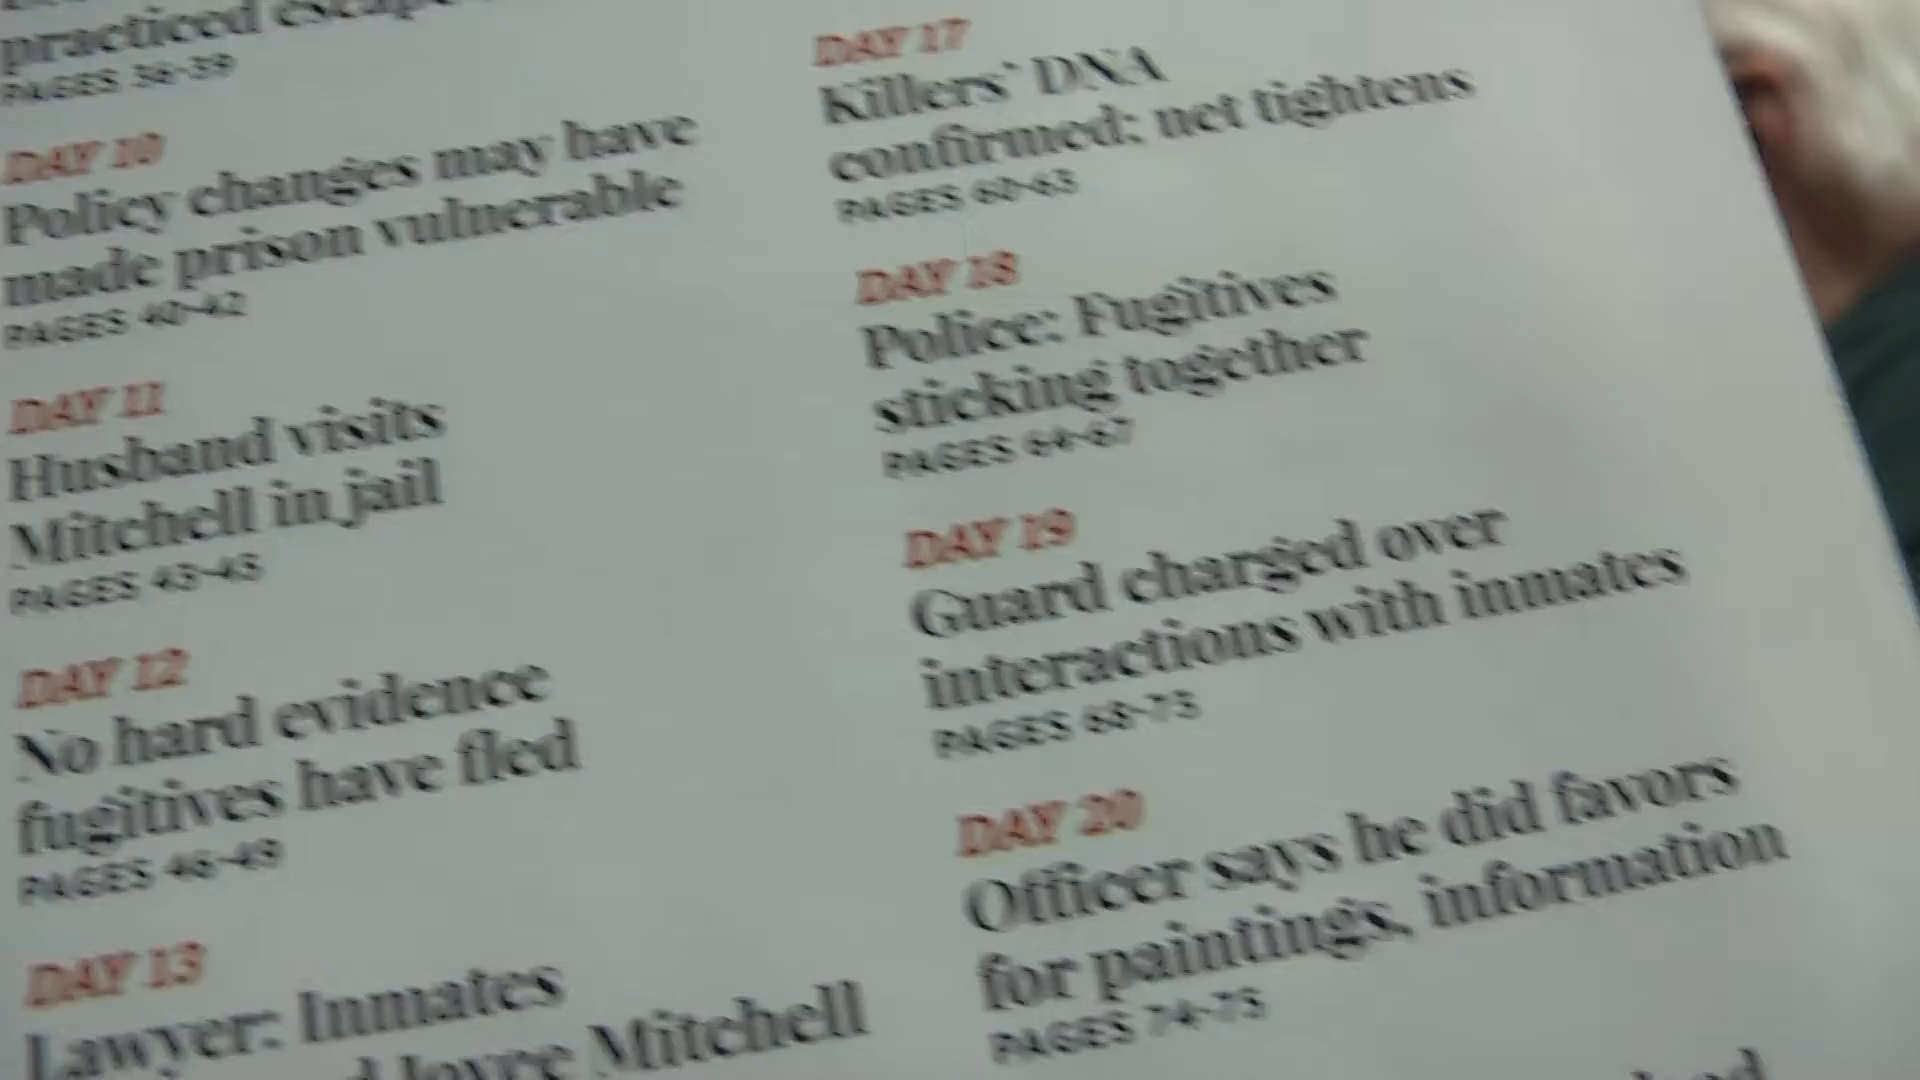 practiced escape
PAGES 36-39
DAY 10
Policy changes may have
made prison vulnerable
PAGES 40-42
DAY 11
Husband visits
Mitchell in jail
PAGES 43-45
DAY 12
No hard evidence
fugitives have fled
PAGES 46-49
DAY 13
Lawyer: Inmates
Joyce Mitchell
DAY 17
Killers' DNA
confirmed; net tightens
PAGES 60-63
DAY 18
Police: Fugitives
sticking together
PAGES 64-67
DAY 19
Guard charged over
interactions with inmates
PAGES 68-73
DAY 20
Officer says he did favors
for paintings, information
PAGES 74-75